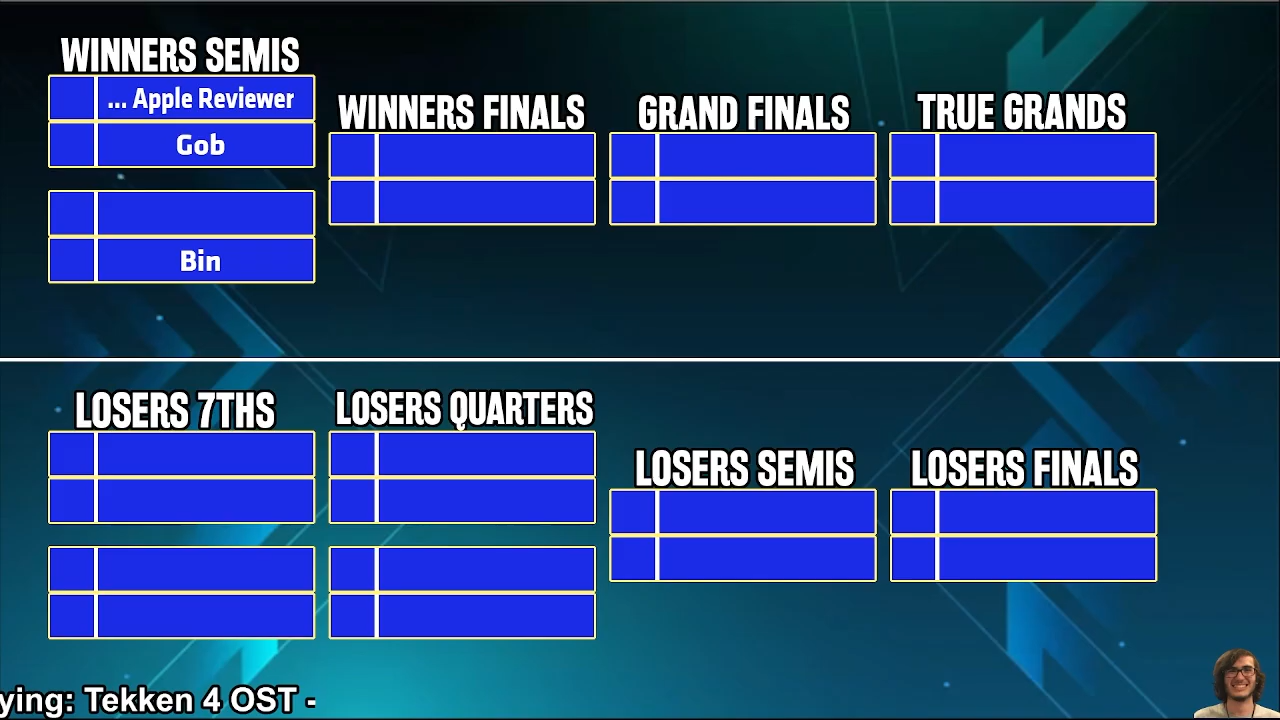 WINNERS SEMIS
... Apple Reviewer
Gob
Bin
WINNERS FINALS
GRAND FINALS
TRUE GRANDS
LOSERS 7THS
LOSERS QUARTERS
LOSERS SEMIS
LOSERS FINALS
ying: Tekken 4 OST -